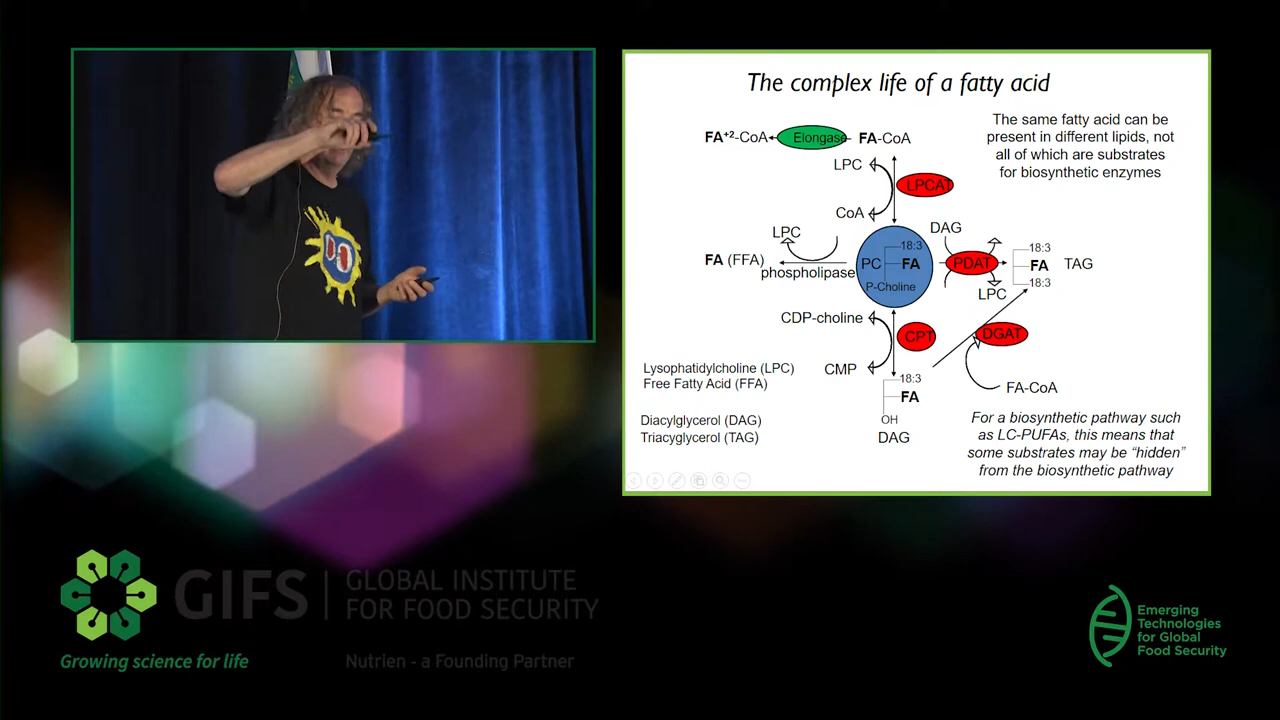 The complex life of a fatty acid
The same fatty acid can be
present in different lipids, not
all of which are substrates
for biosynthetic enzymes
FA+2-CoA
Elongase
FA-CoA
LPC
LPCAT
CoA
LPC
FA (FFA)
phospholipase
PC
18:3
FA
P-Choline
DAG
PDAT
LPC
18:3
FA
18:3
TAG
CDP-choline
CPT
CMP
DGAT
FA-CoA
18:3
FA
OH
DAG
Lysophatidylcholine (LPC)
Free Fatty Acid (FFA)
Diacylglycerol (DAG)
Triacyglycerol (TAG)
For a biosynthetic pathway such
as LC-PUFAs, this means that
some substrates may be “hidden”
from the biosynthetic pathway
GIFS
GLOBAL INSTITUTE
FOR FOOD SECURITY
Growing science for life
Nutrien - a Founding Partner
Emerging
Technologies
for Global
Food Security